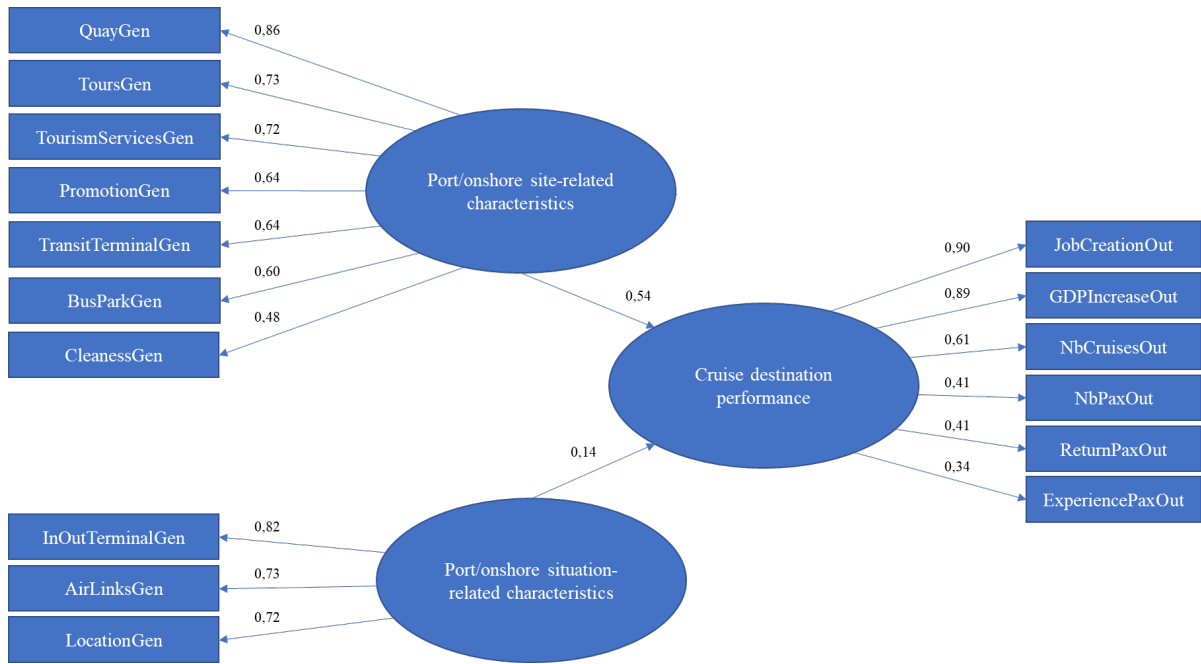 QuayGen
0,86
ToursGen
0,73
TourismServicesGen
0,72
PromotionGen
0,64
TransitTerminalGen
0,64
BusParkGen
0,60
CleanessGen
0,48
Port/onshore site-related
characteristics
0,54
Cruise destination
performance
0,90
JobCreationOut
0,89
GDPIncreaseOut
0,61
NbCruisesOut
0,41
NbPaxOut
0,41
ReturnPaxOut
0,34
ExperiencePaxOut
0,14
InOutTerminalGen
0,82
AirLinksGen
0,73
LocationGen
0,72
Port/onshore situation-
related characteristics